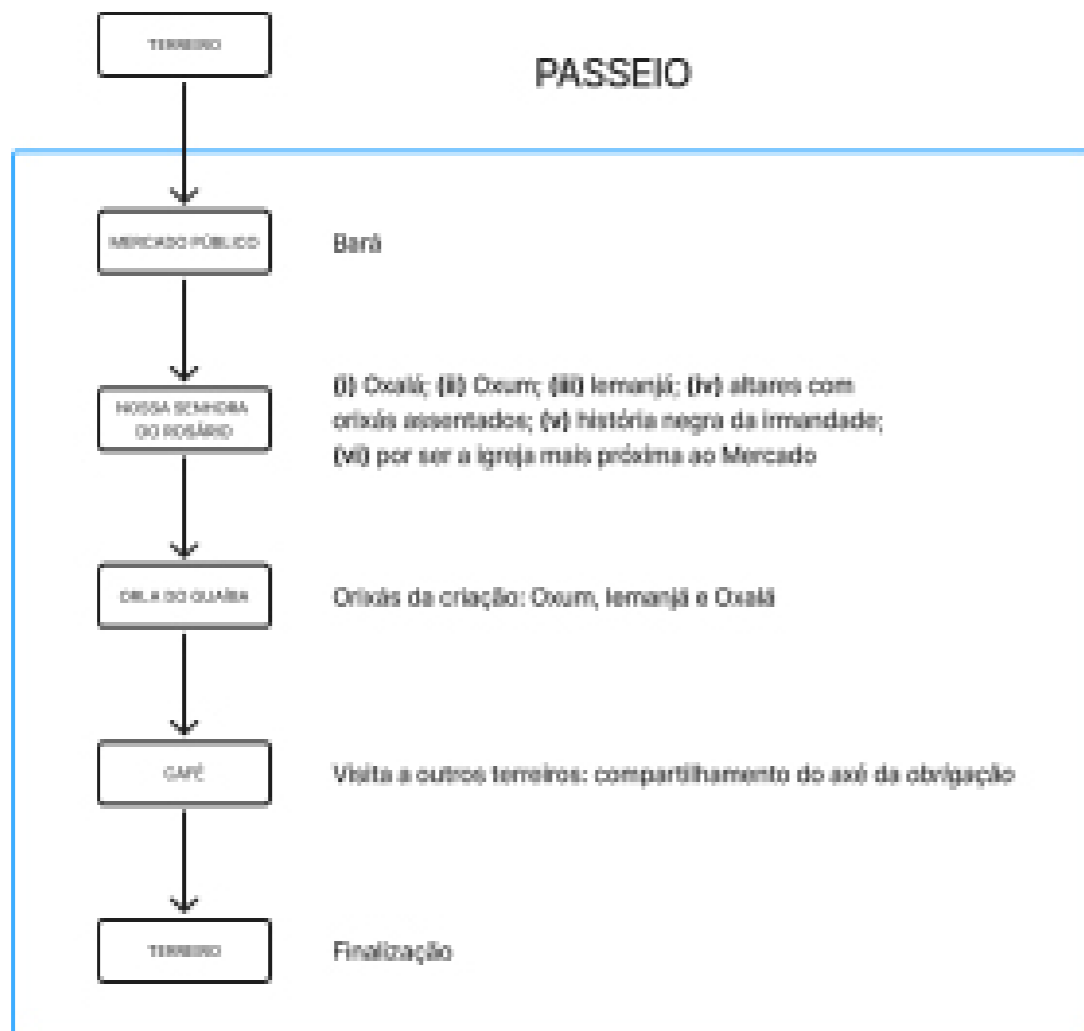 TERREIRO
PASSEIO
MERCADO PÚBLICO
Bará
NOSSA SENHORA
DO ROSÁRIO
(i) Oxalá; (ii) Oxum; (iii) Iemanjá; (iv) altares com
orixás assentados; (v) história negra da irmandade;
(vi) por ser a igreja mais próxima ao Mercado
ORLA DO GUAÍBA
Orixás da criação: Oxum, Iemanjá e Oxalá
CAFÉ
Visita a outros terreiros: compartilhamento do axé da obrigação
TERREIRO
Finalização